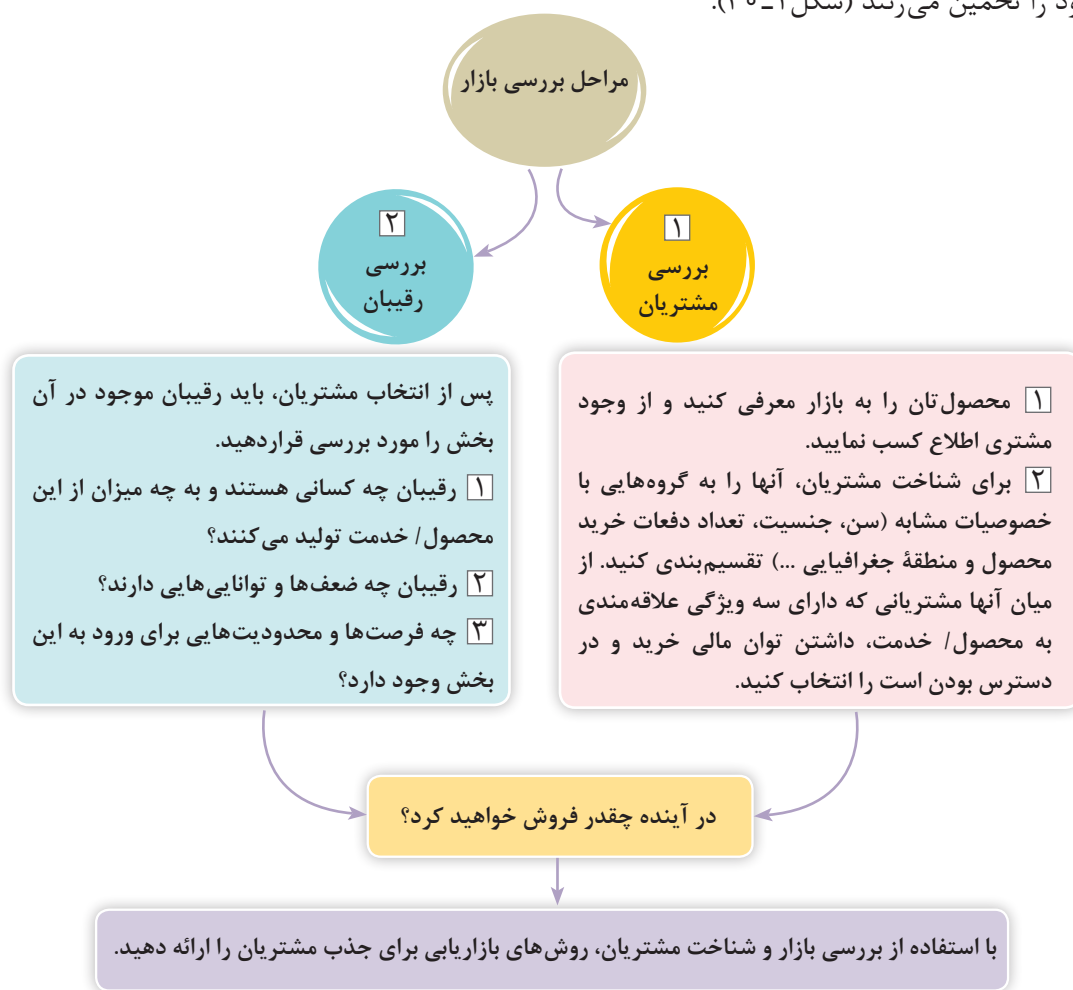 ود را تخمین می‌زنند (شکل۲ـ۳۰).
مراحل بررسی بازار
۱
بررسی
مشتریان
۲
بررسی
رقیبان
۱ محصول‌تان را به بازار معرفی کنید و از وجود
مشتری اطلاع کسب نمایید.
۲ برای شناخت مشتریان، آنها را به گروه‌هایی با
خصوصیات مشابه (سن، جنسیت، تعداد دفعات خرید
محصول و منطقهٔ جغرافیایی ...) تقسیم‌بندی کنید. از
میان آنها مشتریانی که دارای سه ویژگی علاقه‌مندی
به محصول/ خدمت، داشتن توان مالی خرید و در
دسترس بودن است را انتخاب کنید.
پس از انتخاب مشتریان، باید رقیبان موجود در آن
بخش را مورد بررسی قراردهید.
۱ رقیبان چه کسانی هستند و به چه میزان از این
محصول/ خدمت تولید می‌کنند؟
۲ رقیبان چه ضعف‌ها و توانایی‌هایی دارند؟
۳ چه فرصت‌ها و محدودیت‌هایی برای ورود به این
بخش وجود دارد؟
در آینده چقدر فروش خواهید کرد؟
با استفاده از بررسی بازار و شناخت مشتریان، روش‌های بازاریابی برای جذب مشتریان را ارائه دهید.